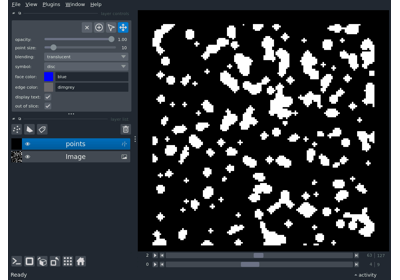 File View Plugins Window Help
opacity: 1.00
point size: 10
blending: translucent
symbol: disc
face color: blue
edge color: dimgrey
display text:
out of slice:
points
Image
2
0
Ready
activity